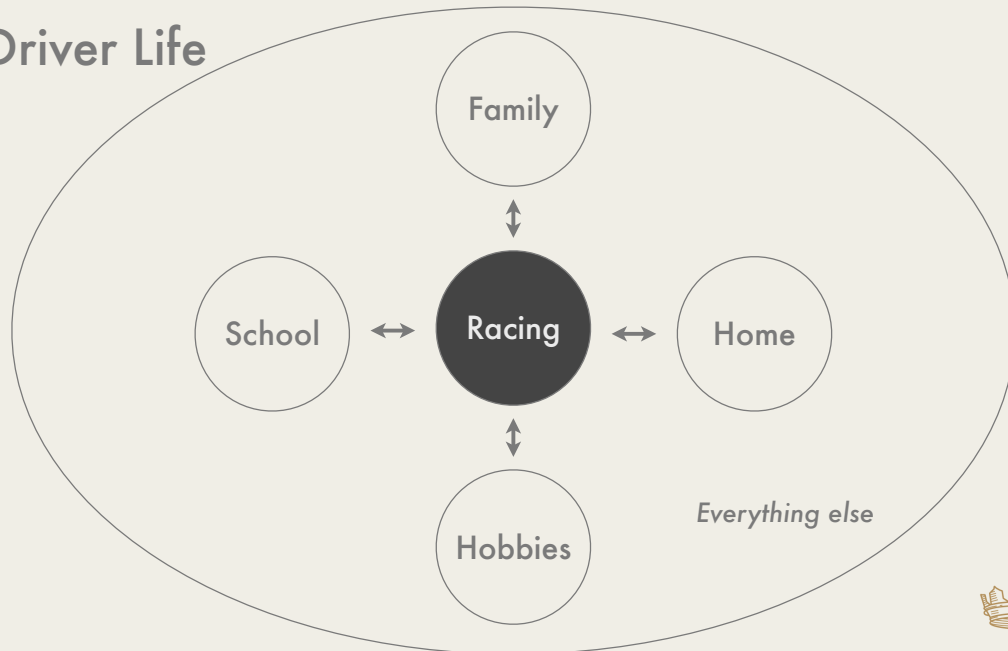 Driver Life
Family
School
Racing
Home
Everything else
Hobbies